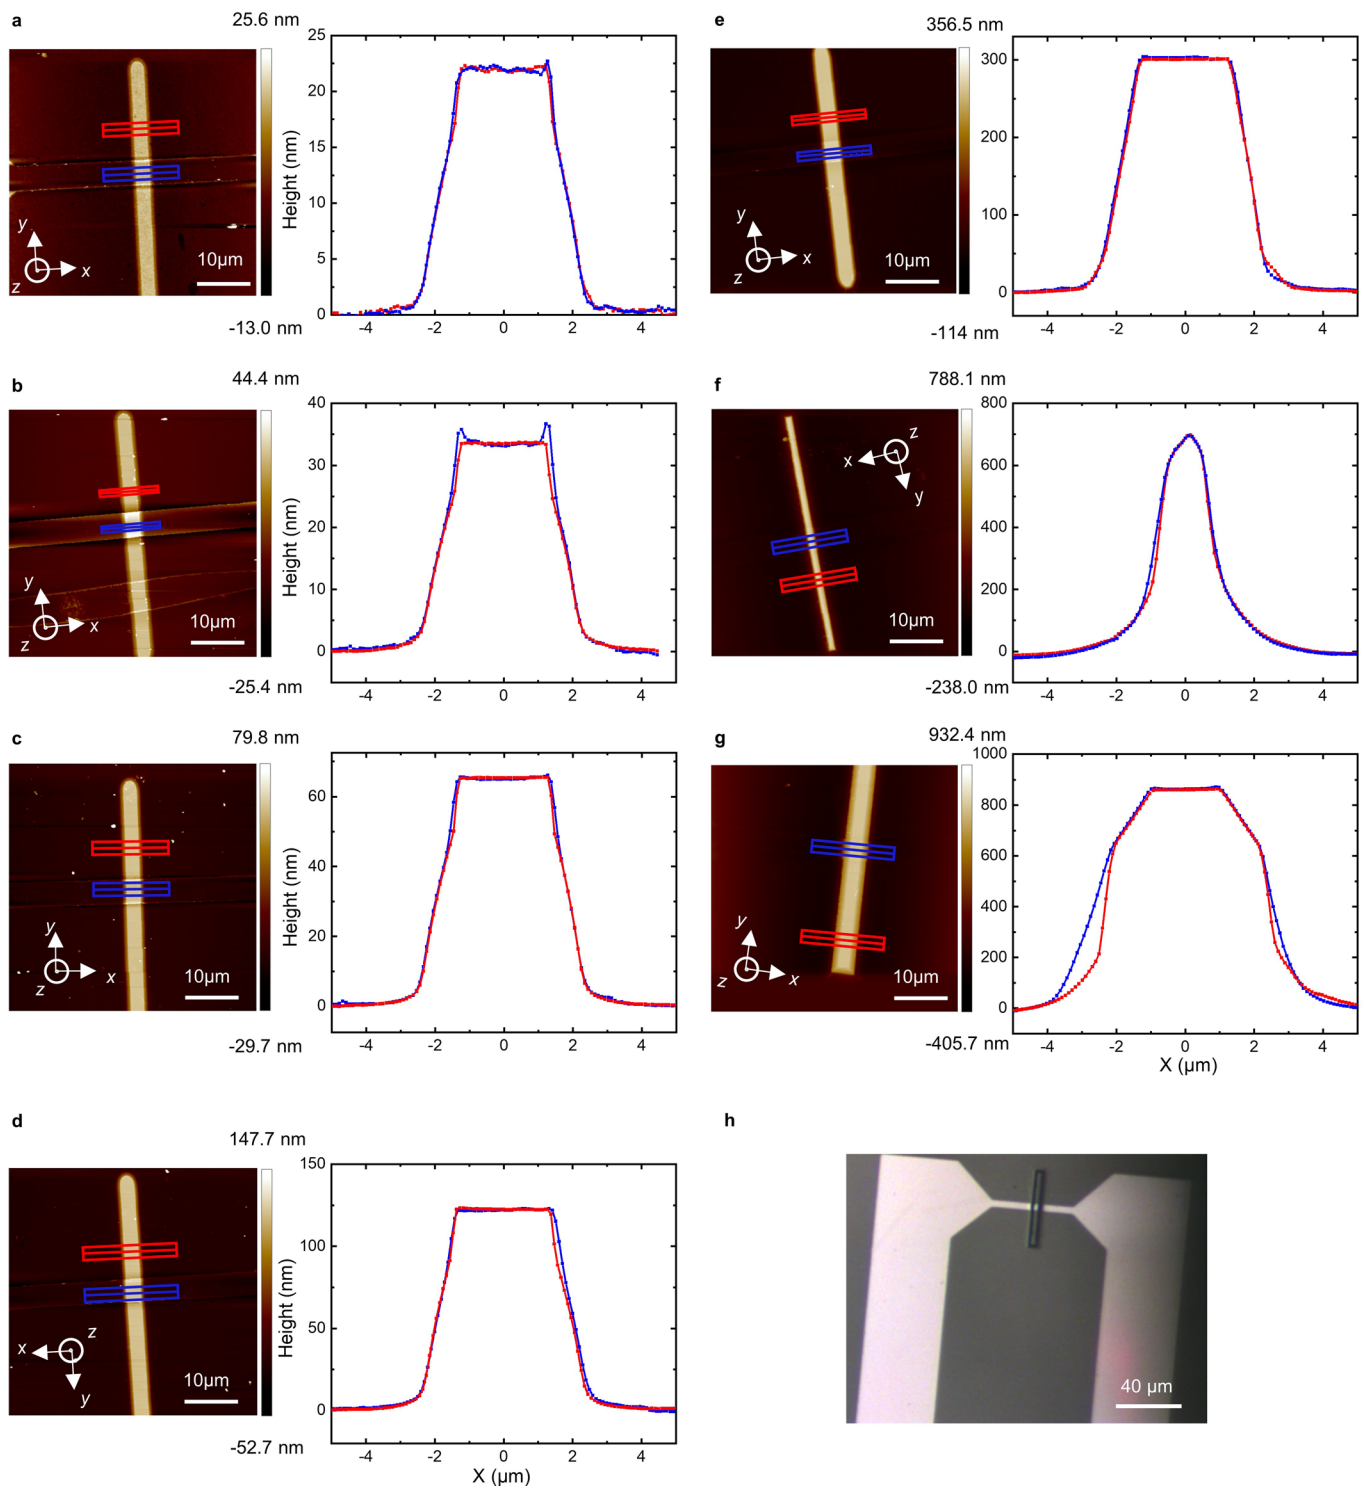 a
25.6 nm
y
x
z
10µm
-13.0 nm
Height (nm)
25
20
15
10
5
0
-4
-2
0
2
4
b
44.4 nm
y
x
z
10µm
-25.4 nm
Height (nm)
40
30
20
10
0
-4
-2
0
2
4
c
79.8 nm
y
x
z
10µm
-29.7 nm
Height (nm)
60
40
20
0
-4
-2
0
2
4
d
147.7 nm
x
z
y
10µm
-52.7 nm
Height (nm)
150
100
50
0
-4
-2
0
2
4
X (µm)
e
356.5 nm
y
x
z
10µm
-114 nm
300
200
100
0
-4
-2
0
2
4
f
788.1 nm
z
x
y
10µm
-238.0 nm
800
600
400
200
0
-4
-2
0
2
4
g
932.4 nm
y
x
z
10µm
-405.7 nm
1000
800
600
400
200
0
-4
-2
0
2
4
X (µm)
h
40 µm